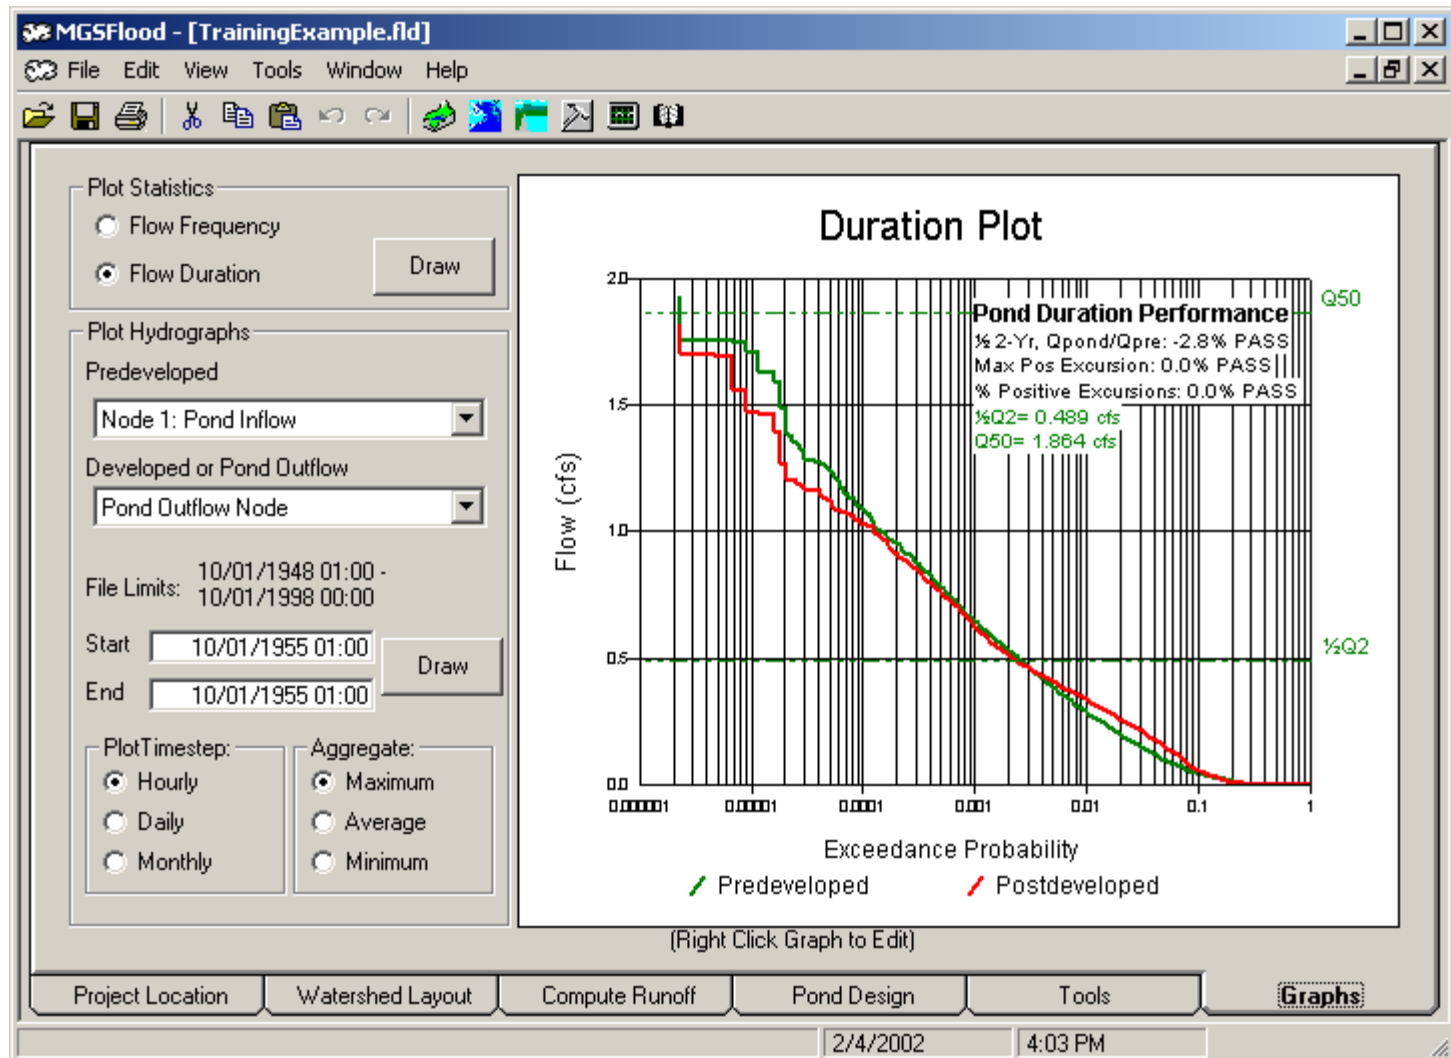 MGSFlood - [TrainingExample.fld]
File Edit View Tools Window Help
Plot Statistics
Flow Frequency
Flow Duration
Draw
Plot Hydrographs
Predeveloped
Node 1: Pond Inflow
Developed or Pond Outflow
Pond Outflow Node
File Limits: 10/01/1948 01:00 -
10/01/1998 00:00
Start 10/01/1955 01:00
End 10/01/1955 01:00
Draw
PlotTimestep:
Hourly
Daily
Monthly
Aggregate:
Maximum
Average
Minimum
Duration Plot
Flow (cfs)
2.0
1.5
1.0
0.5
0.0
Q50
Pond Duration Performance
½ 2-Yr, Qpond/Qpre: -2.8% PASS
Max Pos Excursion: 0.0% PASS
% Positive Excursions: 0.0% PASS
½Q2= 0.489 cfs
Q50= 1.864 cfs
½Q2
0.000001 0.00001 0.0001 0.001 0.01 0.1 1
Exceedance Probability
Predeveloped Postdeveloped
(Right Click Graph to Edit)
Project Location Watershed Layout Compute Runoff Pond Design Tools Graphs
2/4/2002 4:03 PM